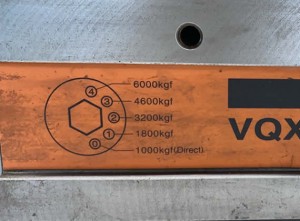 ④ 6000kgf
③ 4600kgf
② 3200kgf
① 1800kgf
⓪ 1000kgf(Direct)
VQX